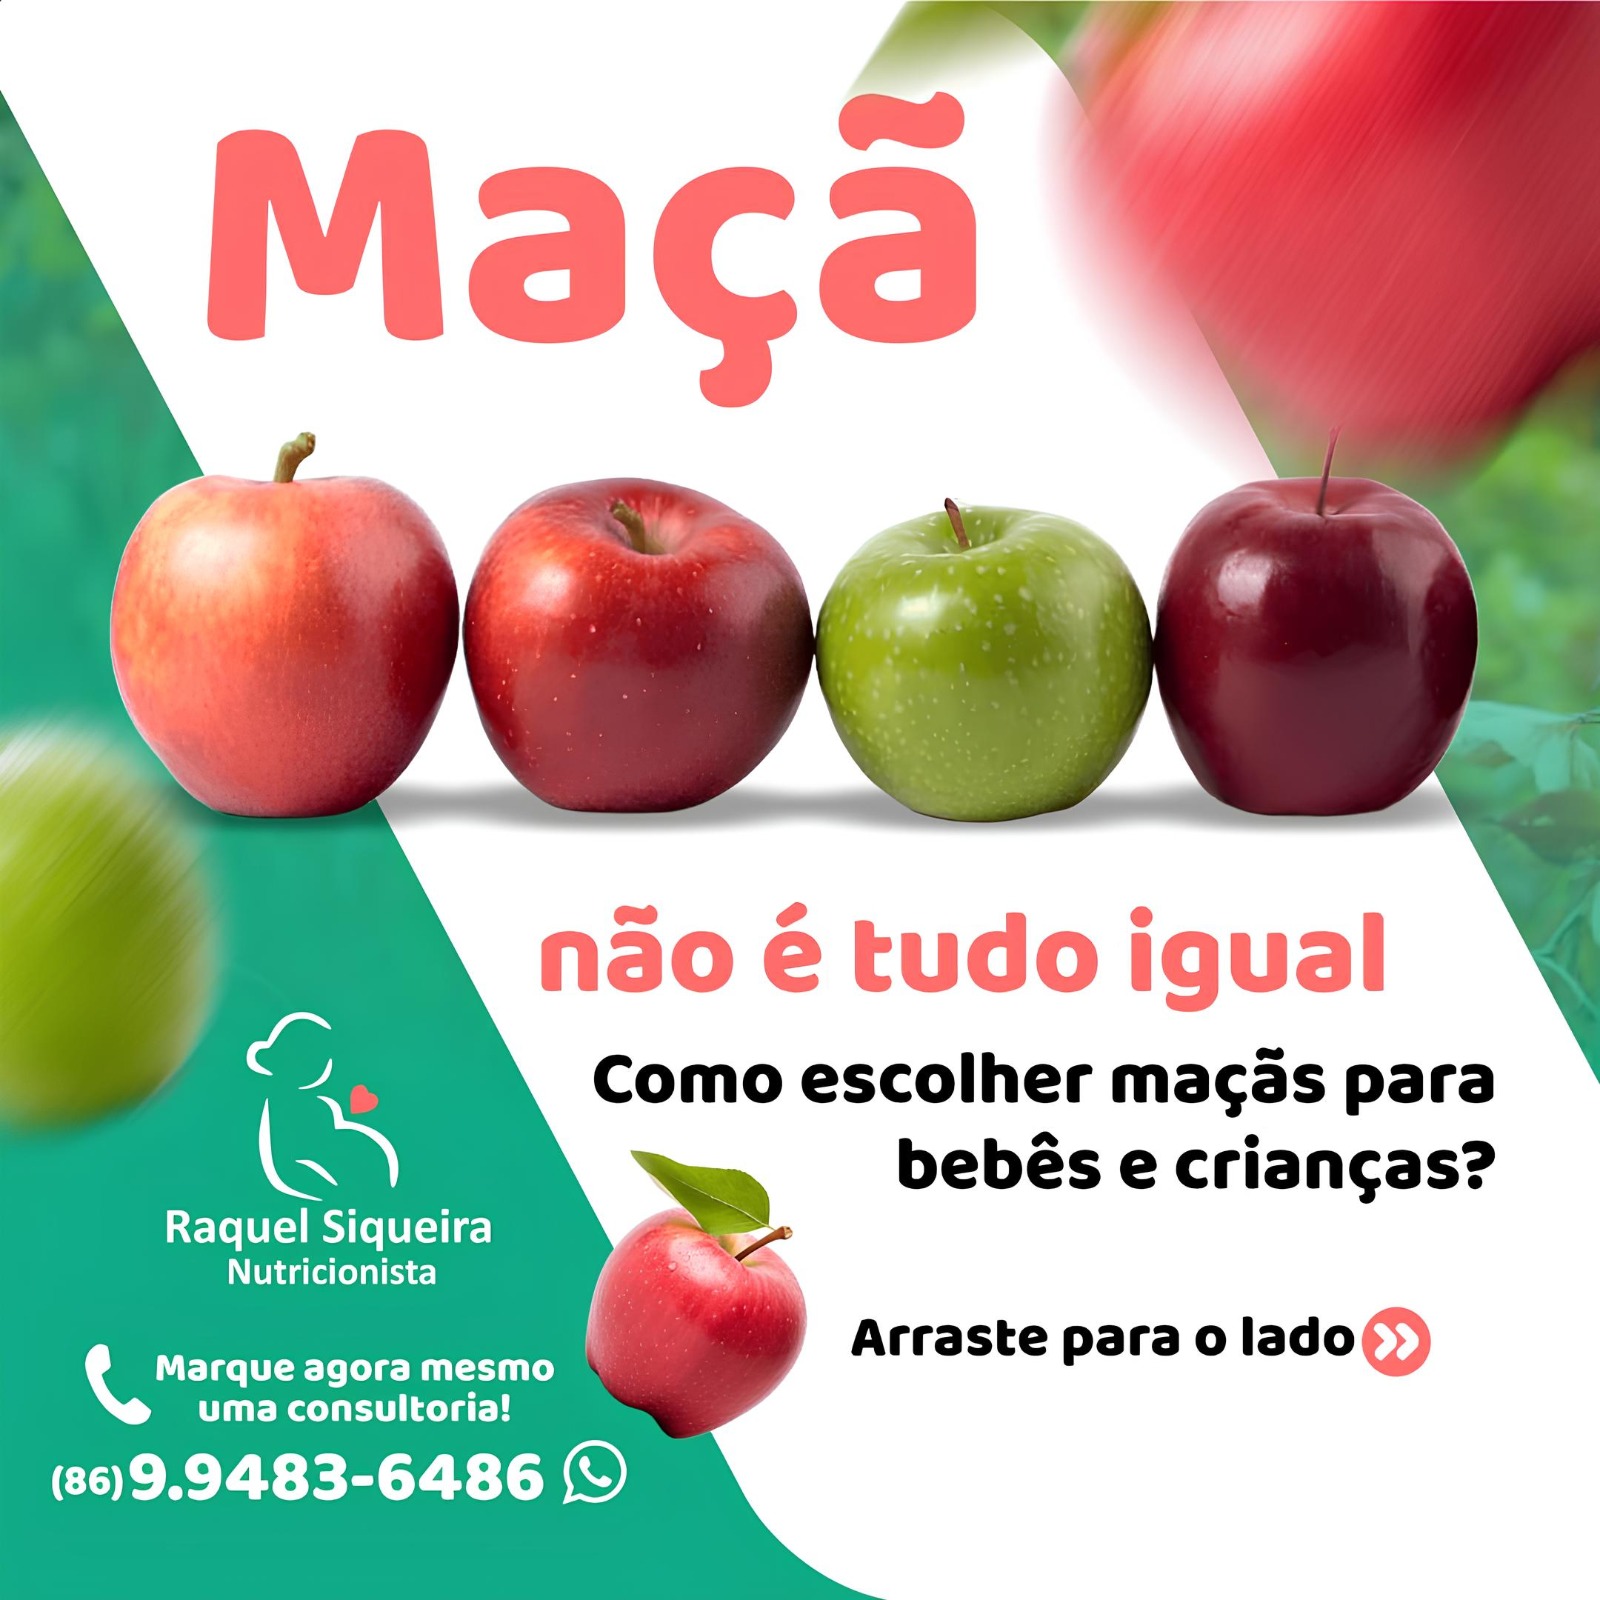 Maçã
não é tudo igual
Como escolher maçãs para
bebês e crianças?
Arraste para o lado
Raquel Siqueira
Nutricionista
Marque agora mesmo
uma consultoria!
(86)9.9483-6486